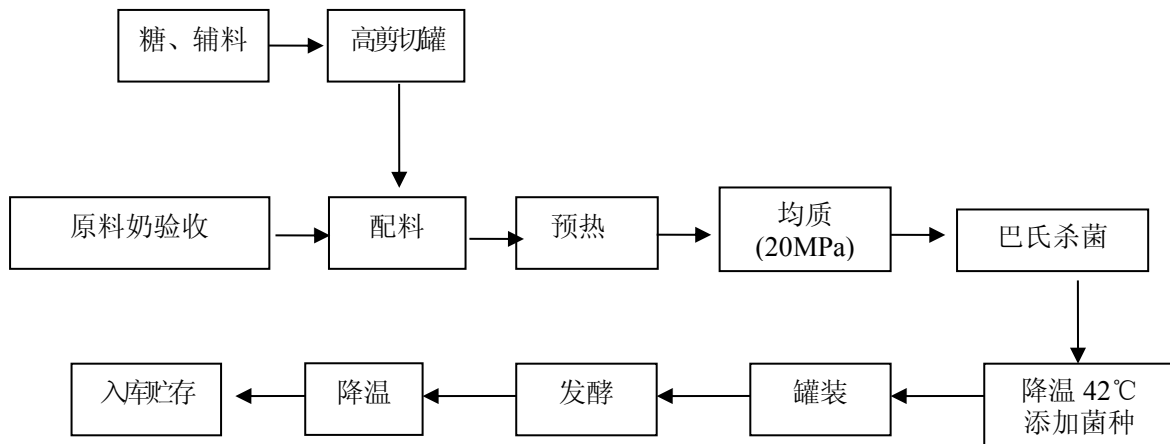 糖、辅料
高剪切罐
原料奶验收
配料
预热
均质
(20MPa)
巴氏杀菌
入库贮存
降温
发酵
罐装
降温 42℃
添加菌种